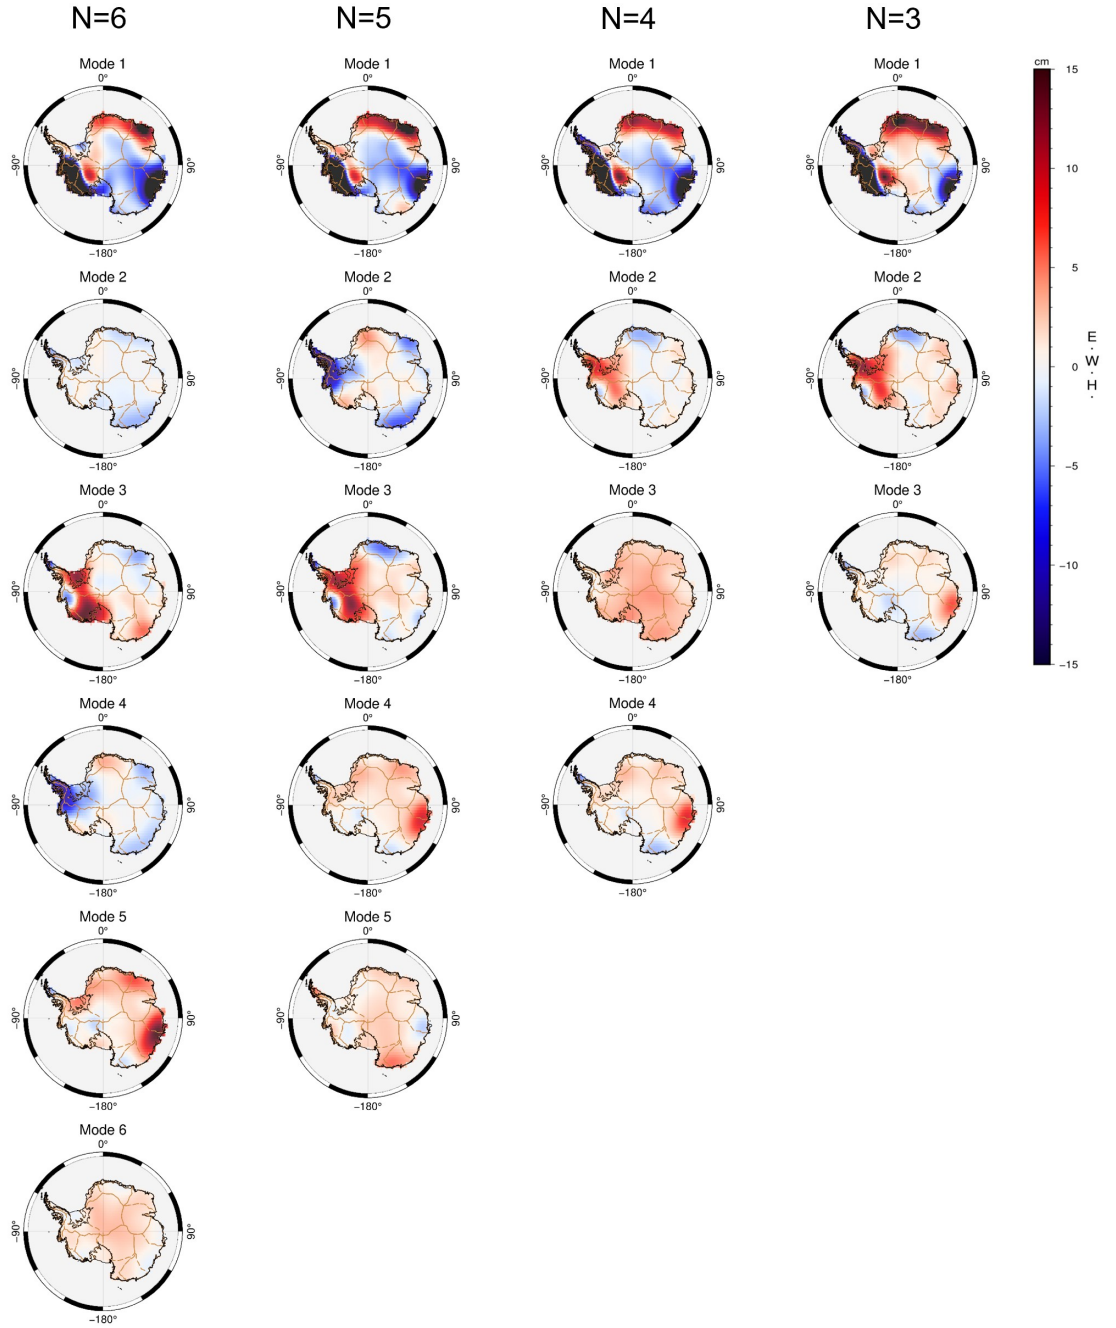 N=6 N=5 N=4 N=3
Mode 1 Mode 1 Mode 1 Mode 1 cm
0° 0° 0° 0° 15
−90° 90° −90° 90° −90° 90° −90° 90° 10
−180° −180° −180° −180°
Mode 2 Mode 2 Mode 2 Mode 2 5
0° 0° 0° 0°
E.W.H.
−90° 90° −90° 90° −90° 90° −90° 90° 0
−180° −180° −180° −180° −5
Mode 3 Mode 3 Mode 3 Mode 3
0° 0° 0° 0°
−90° 90° −90° 90° −90° 90° −90° 90° −10
−180° −180° −180° −180° −15
Mode 4 Mode 4 Mode 4
0° 0° 0°
−90° 90° −90° 90° −90° 90°
−180° −180° −180°
Mode 5 Mode 5
0° 0°
−90° 90° −90° 90°
−180° −180°
Mode 6
0°
−90° 90°
−180°